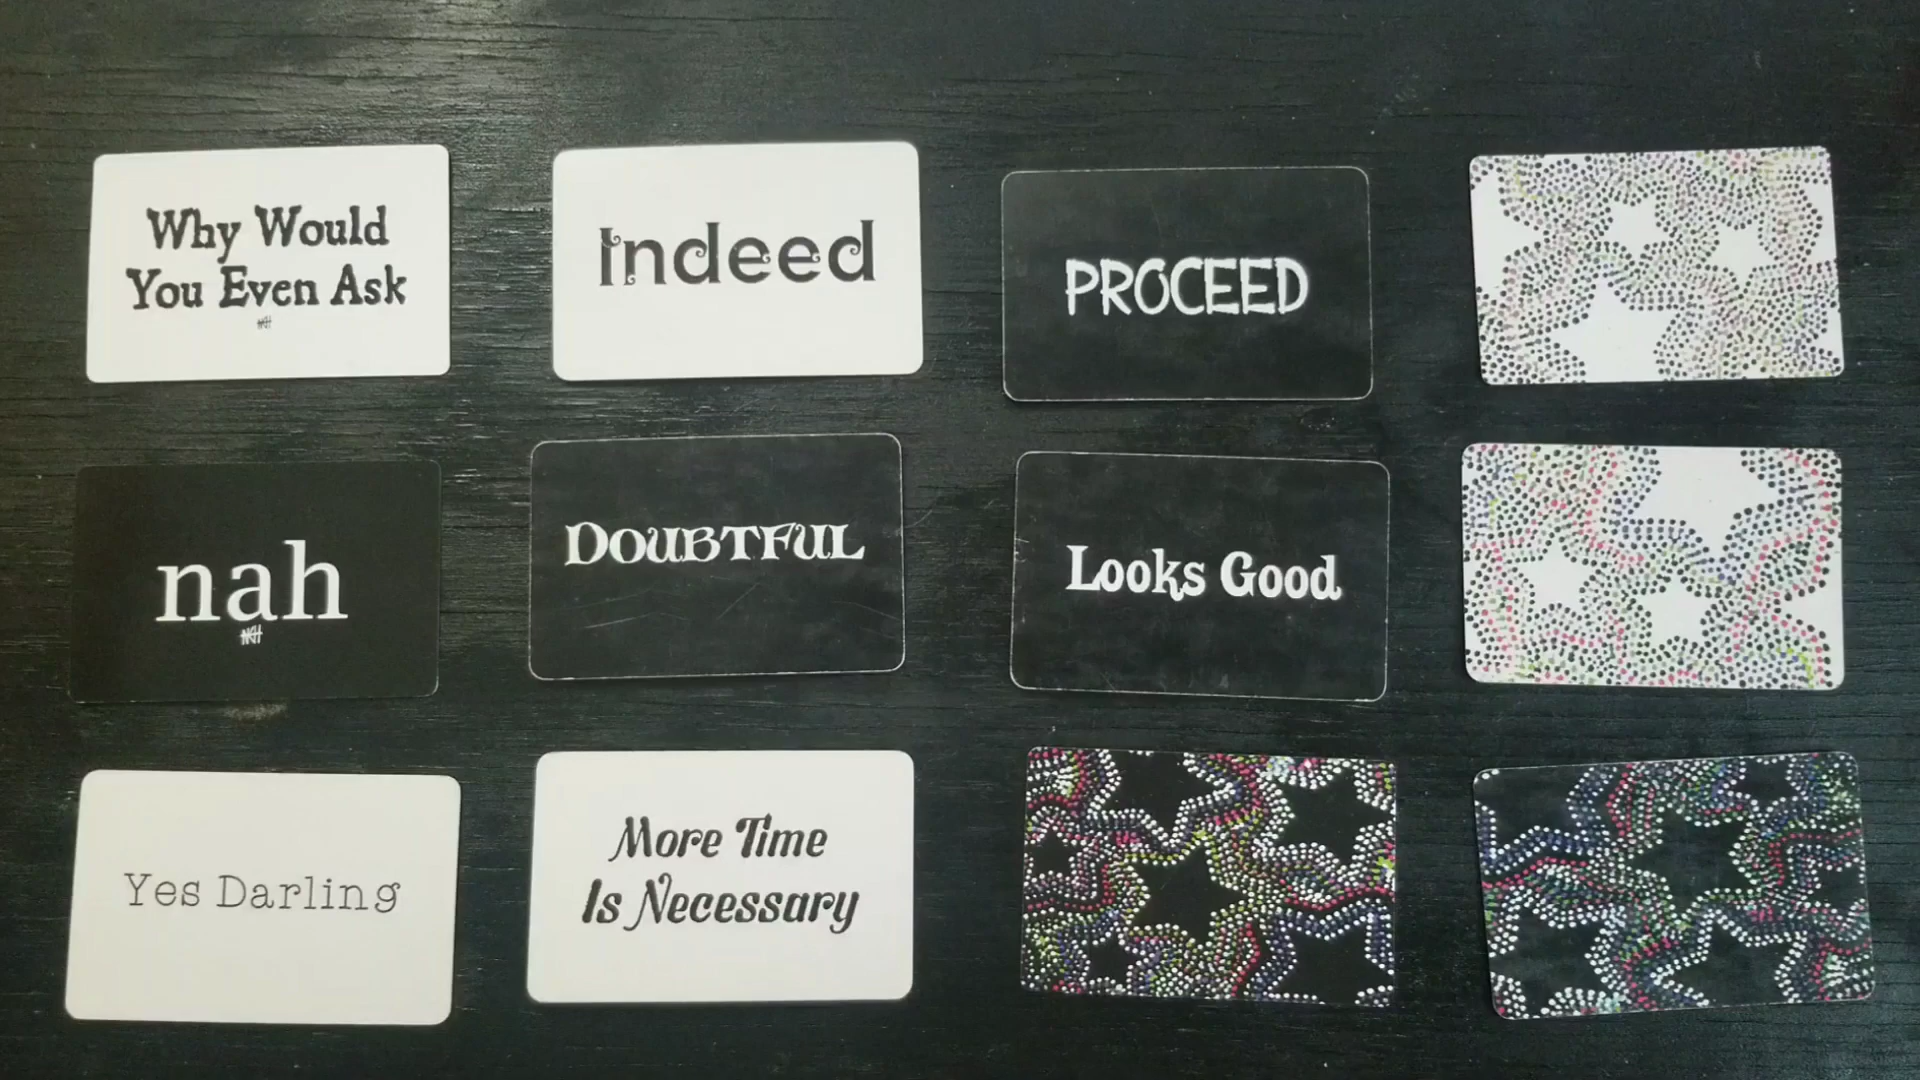 Why Would
You Even Ask
Indeed
PROCEED
nah
DOUBTFUL
Looks Good
Yes Darling
More Time
Is Necessary